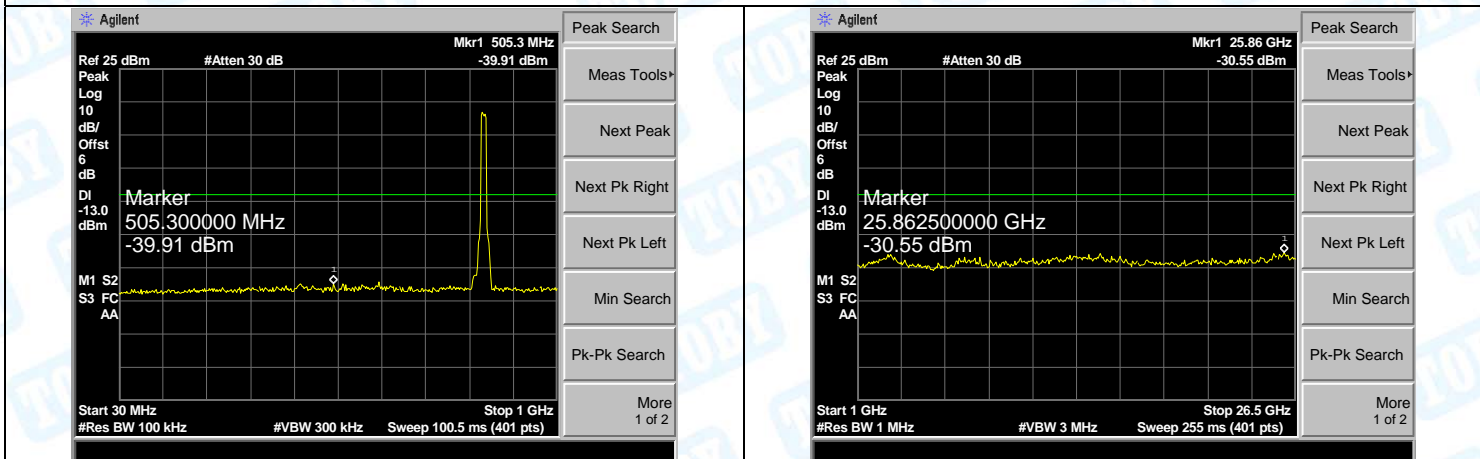 Agilent
Peak Search
Mkr1 505.3 MHz
Ref 25 dBm #Atten 30 dB -39.91 dBm
Peak
Log
10
dB/
Offst
6
dB
DI
-13.0
dBm
Marker
505.300000 MHz
-39.91 dBm
1
M1 S2
S3 FC
AA
Start 30 MHz Stop 1 GHz
#Res BW 100 kHz #VBW 300 kHz Sweep 100.5 ms (401 pts)
Meas Tools
Next Peak
Next Pk Right
Next Pk Left
Min Search
Pk-Pk Search
More
1 of 2
Agilent
Peak Search
Mkr1 25.86 GHz
Ref 25 dBm #Atten 30 dB -30.55 dBm
Peak
Log
10
dB/
Offst
6
dB
DI
-13.0
dBm
Marker
25.862500000 GHz
-30.55 dBm
1
M1 S2
S3 FC
AA
Start 1 GHz Stop 26.5 GHz
#Res BW 1 MHz #VBW 3 MHz Sweep 255 ms (401 pts)
Meas Tools
Next Peak
Next Pk Right
Next Pk Left
Min Search
Pk-Pk Search
More
1 of 2
TOBY